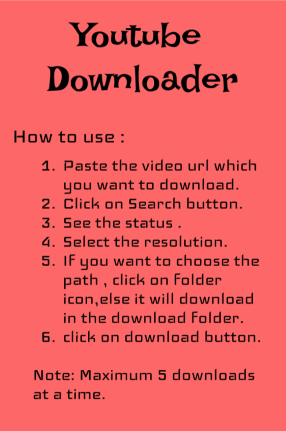 Youtube
Downloader
How to use :
1. Paste the video url which
you want to download.
2. Click on Search button.
3. See the status .
4. Select the resolution.
5. If you want to choose the
path , click on folder
icon,else it will download
in the download folder.
6. click on download button.
Note: Maximum 5 downloads
at a time.